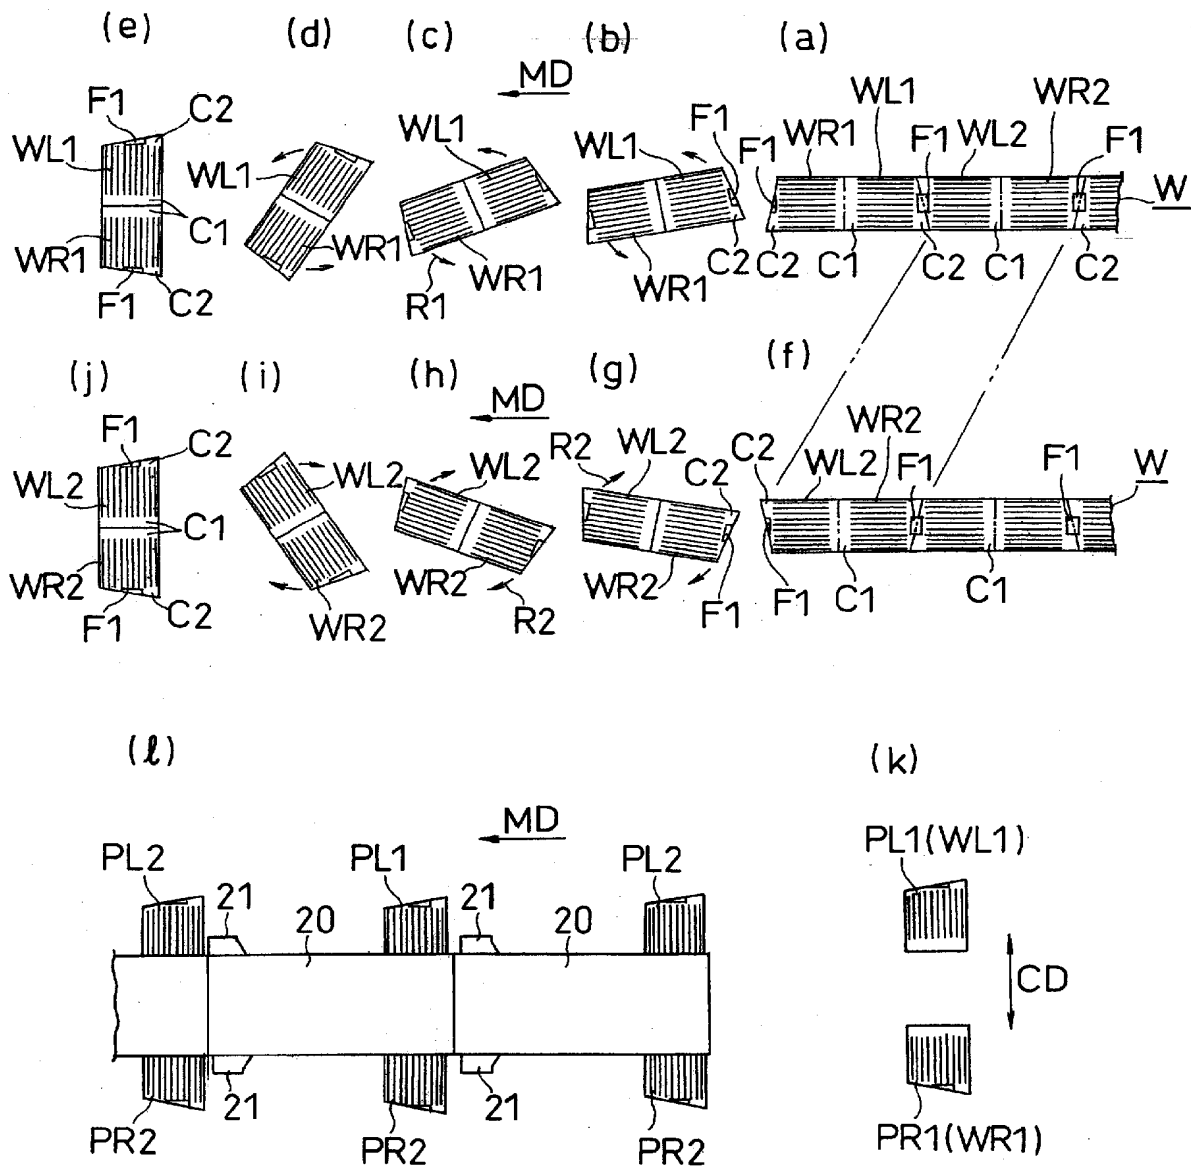 (e) (d) (c) (b) (a)
MD
F1 C2 WL1 WR1 C1 F1 C2
WL1 WR1
WL1 WR1 R1
WL1 F1 WR1 C2
F1 WR1 WL1 F1 WL2 WR2 F1 W
C2 C1 C2 C1 C2
(j) (i) (h) (g) (f)
MD
F1 C2 WL2 C1 WR2 F1 C2
WL2 WR2
WL2 WR2 R2
R2 WL2 C2 WR2 F1
C2 WL2 WR2 F1 F1 W
F1 C1 C1
(ℓ) (k)
MD
PL2 21 20 PL1 21 20 PL2
PR2 21 PR2 21 PR2
PL1(WL1)
CD
PR1(WR1)